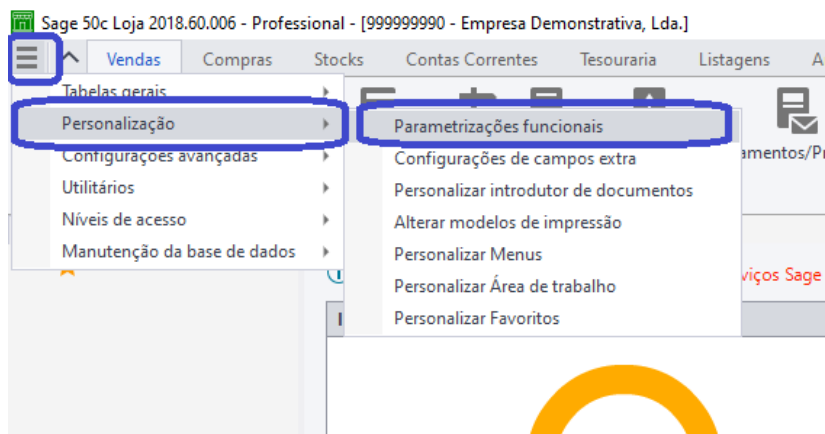 Sage 50c Loja 2018.60.006 - Professional - [999999990 - Empresa Demonstrativa, Lda.]
Vendas Compras Stocks Contas Correntes Tesouraria Listagens
Tabelas gerais
Personalização
Configurações avançadas
Utilitários
Níveis de acesso
Manutenção da base de dados
Parametrizações funcionais
Configurações de campos extra
Personalizar introdutor de documentos
Alterar modelos de impressão
Personalizar Menus
Personalizar Área de trabalho
Personalizar Favoritos
Sage